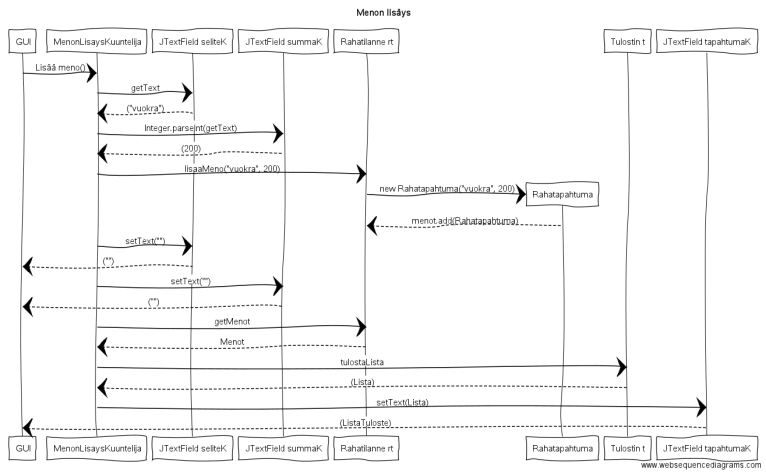 Menon lisäys
GUI
MenonLisaysKuuntelija
JTextField seliteK
JTextField summaK
Rahatilanne rt
Tulostin t
JTextField tapahtumaK
Lisää meno()
getText
("vuokra")
Integer.parseInt(getText)
(200)
lisaaMeno("vuokra", 200)
new Rahatapahtuma("vuokra", 200)
Rahatapahtuma
menot.add(Rahatapahtuma)
setText("")
("")
setText("")
("")
getMenot
Menot
tulostaLista
(Lista)
setText(Lista)
(ListaTuloste)
GUI
MenonLisaysKuuntelija
JTextField seliteK
JTextField summaK
Rahatilanne rt
Rahatapahtuma
Tulostin t
JTextField tapahtumaK
www.websequencediagrams.com